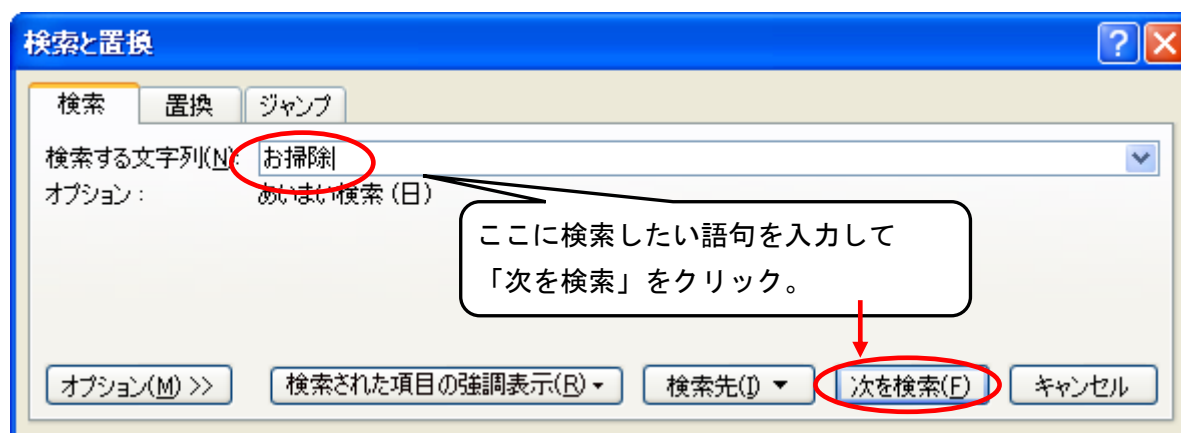 検索と置換
検索 置換 ジャンプ
検索する文字列(N): お掃除
オプション: あいまい検索 (日)
ここに検索したい語句を入力して
「次を検索」をクリック。
オプション(M) >> 検索された項目の強調表示(R) 検索先(I) 次を検索(F) キャンセル